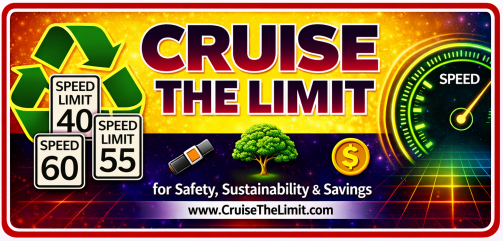 CRUISE
THE LIMIT
SPEED
LIMIT
40
SPEED
LIMIT
55
SPEED
60
SPEED
$
for Safety, Sustainability & Savings
www.CruiseTheLimit.com